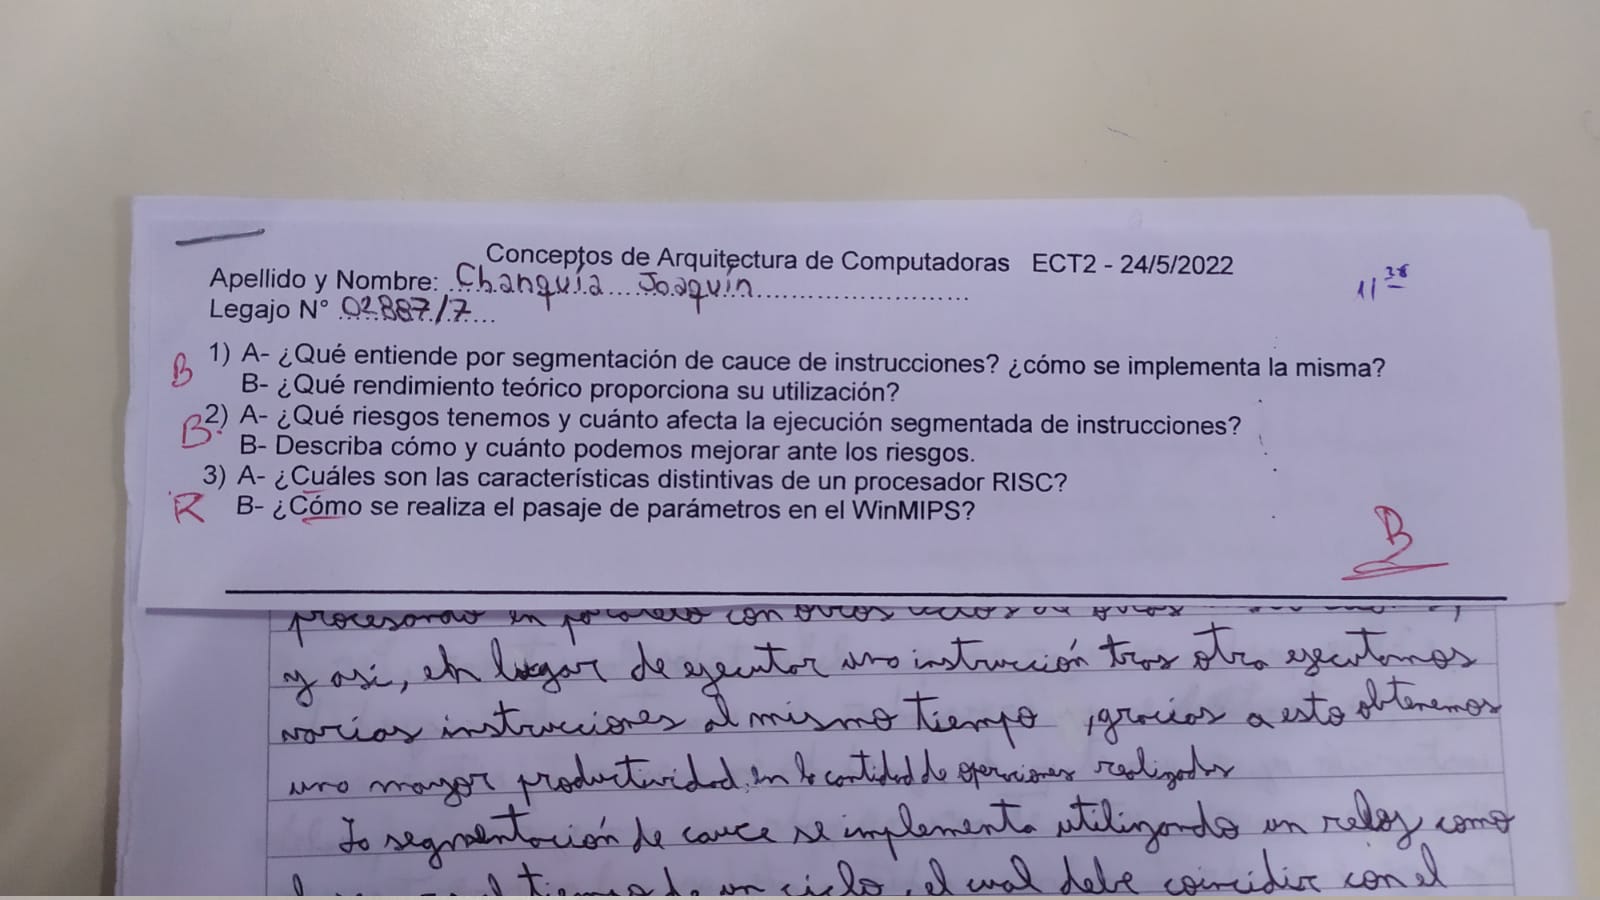 Conceptos de Arquitectura de Computadoras ECT2 - 24/5/2022
Apellido y Nombre: Changuía Joaquín
Legajo N° 02887/7
11 38
B
1) A- ¿Qué entiende por segmentación de cauce de instrucciones? ¿cómo se implementa la misma?
B- ¿Qué rendimiento teórico proporciona su utilización?
B
2) A- ¿Qué riesgos tenemos y cuánto afecta la ejecución segmentada de instrucciones?
B- Describa cómo y cuánto podemos mejorar ante los riesgos.
3) A- ¿Cuáles son las características distintivas de un procesador RISC?
R
B- ¿Cómo se realiza el pasaje de parámetros en el WinMIPS?
B
procesando en paralelo con otros
y asi, en lugar de ejecutar una instrucción tras otra ejecutamos
varias instrucciones al mismo tiempo, gracias a esto obtenemos
una mayor productividad en la cantidad de operaciones realizadas
La segmentación de cauce se implementa utilizando un reloj como
tiempo de un ciclo, el cual debe coincidir con el